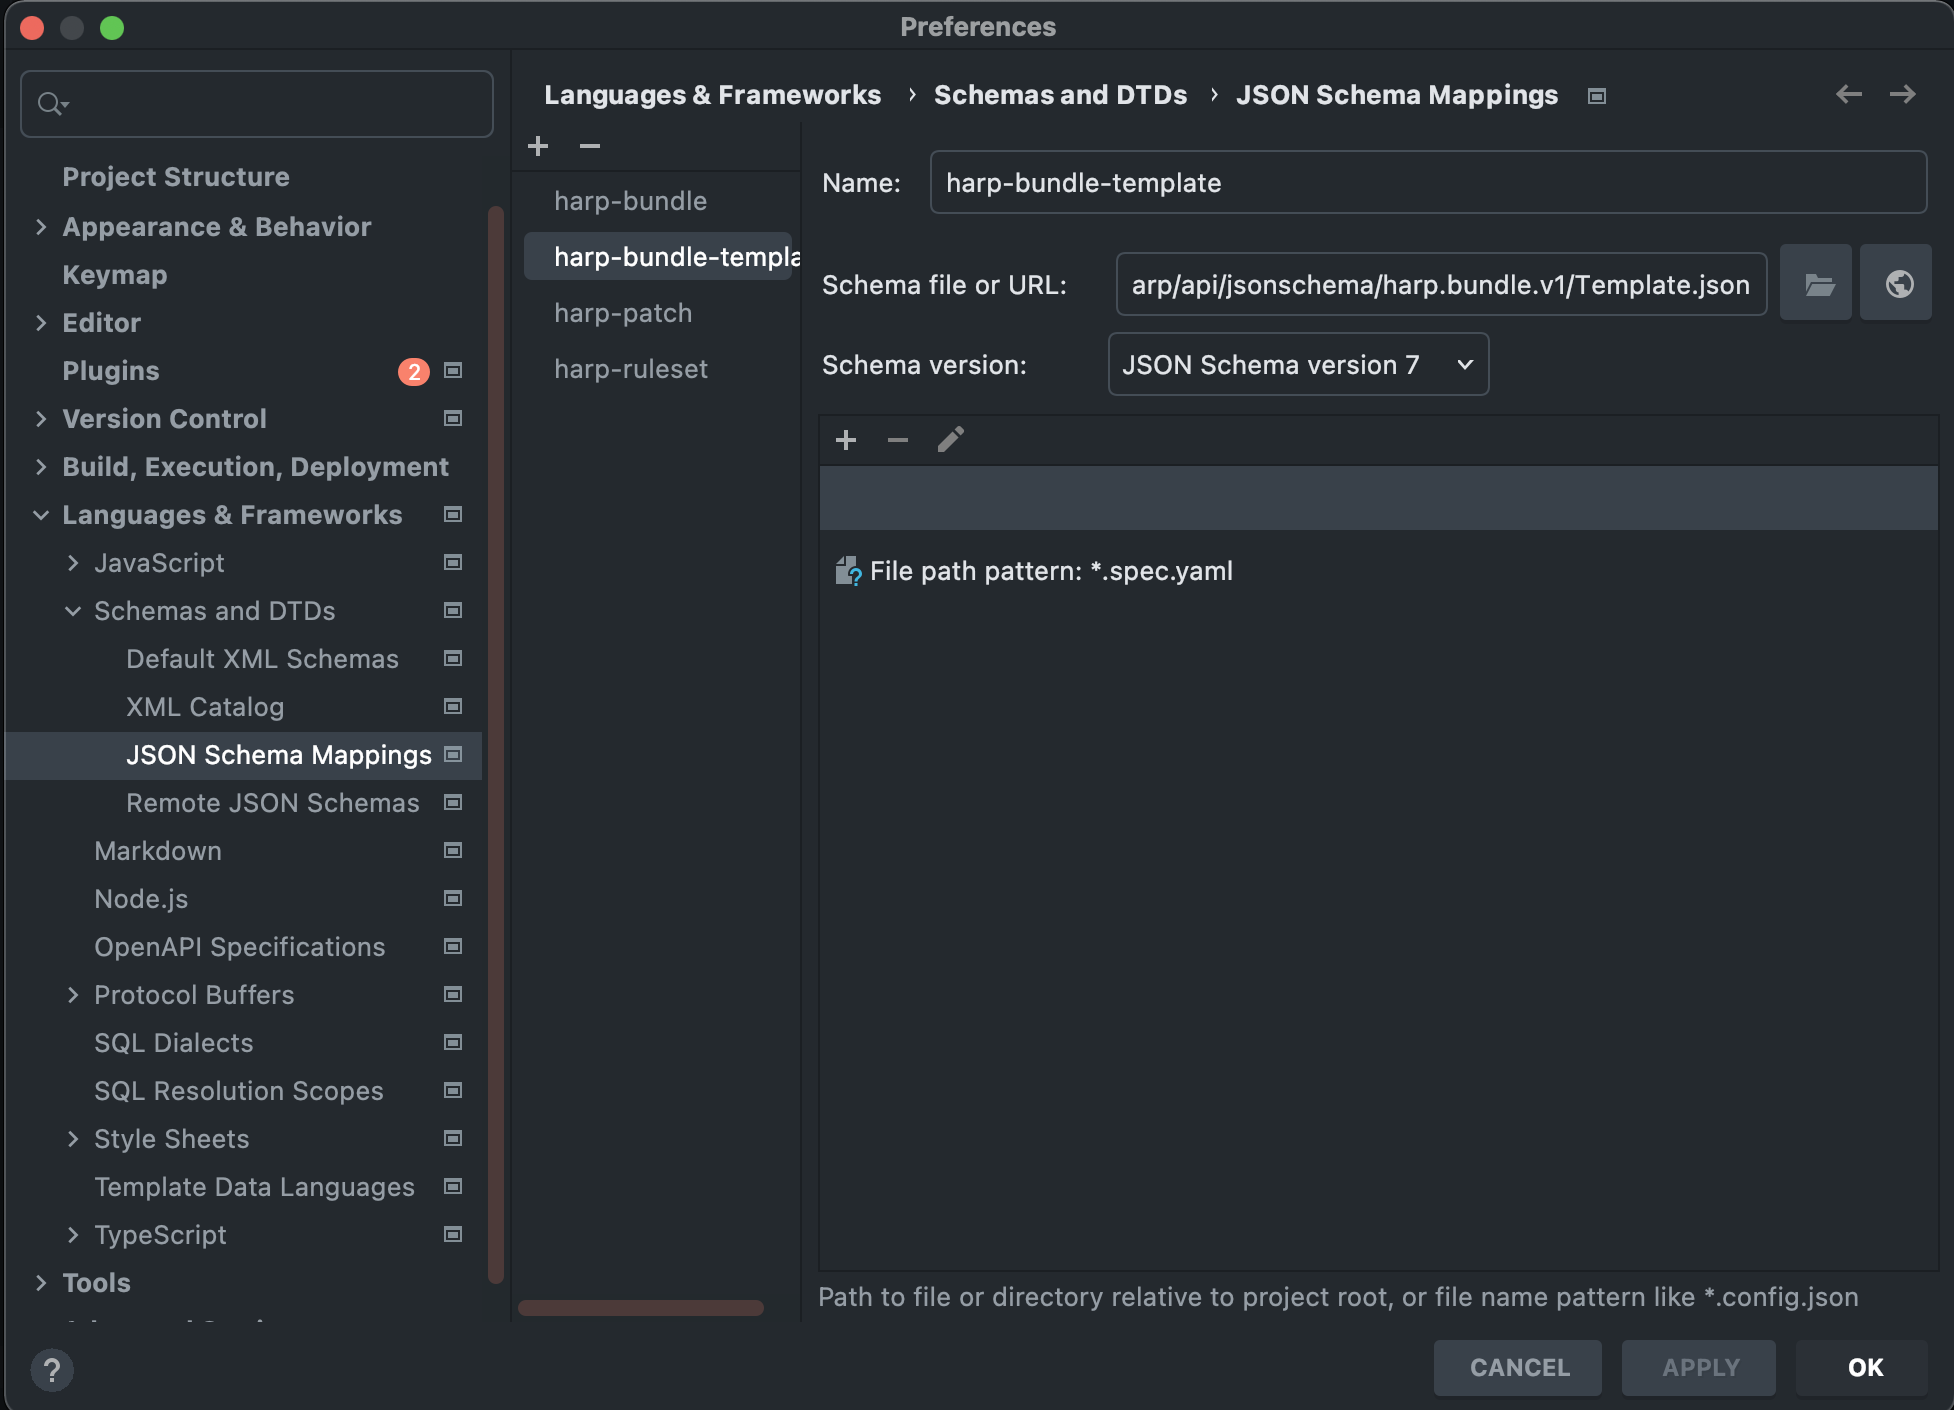 Preferences
Project Structure
Appearance & Behavior
Keymap
Editor
Plugins
2
Version Control
Build, Execution, Deployment
Languages & Frameworks
JavaScript
Schemas and DTDs
Default XML Schemas
XML Catalog
JSON Schema Mappings
Remote JSON Schemas
Markdown
Node.js
OpenAPI Specifications
Protocol Buffers
SQL Dialects
SQL Resolution Scopes
Style Sheets
Template Data Languages
TypeScript
Tools
?
Languages & Frameworks › Schemas and DTDs › JSON Schema Mappings
harp-bundle
harp-bundle-templa
harp-patch
harp-ruleset
Name: harp-bundle-template
Schema file or URL: arp/api/jsonschema/harp.bundle.v1/Template.json
Schema version: JSON Schema version 7
File path pattern: *.spec.yaml
Path to file or directory relative to project root, or file name pattern like *.config.json
CANCEL APPLY OK